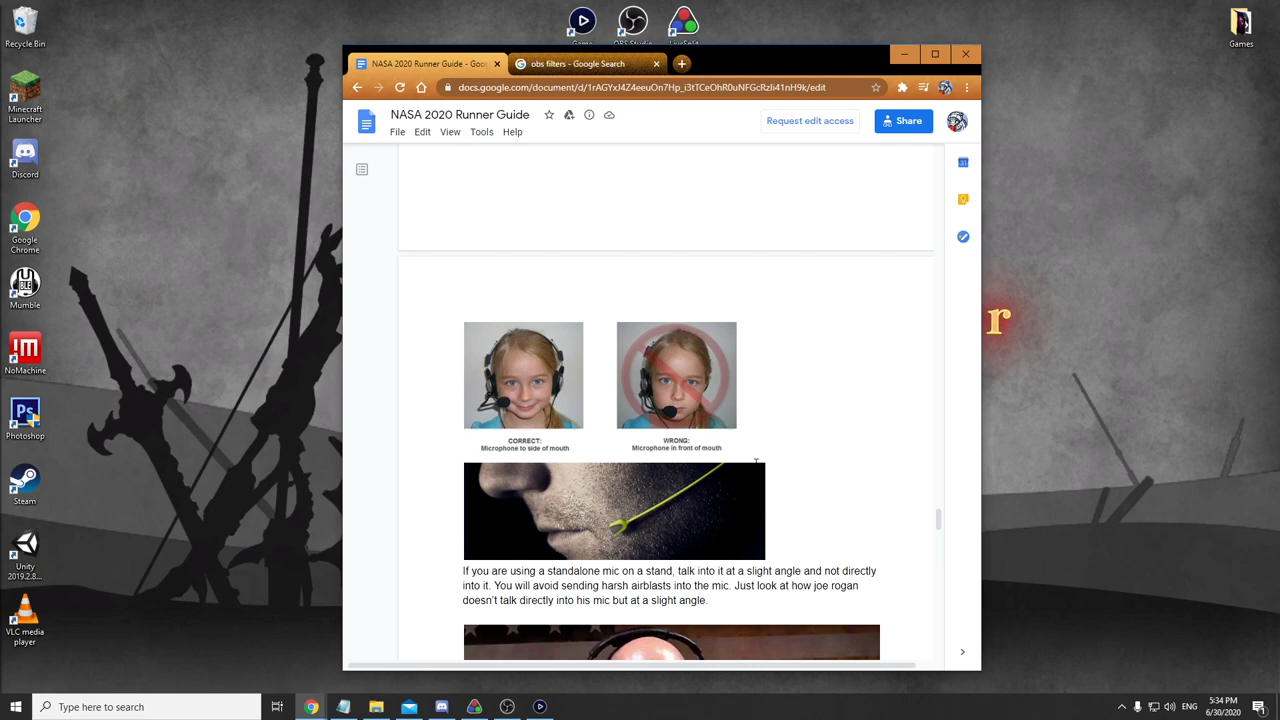 Recycle Bin
Minecraft
Launcher
Discord
Google
Chrome
Mumble
NoMachine
Photoshop
Steam
Unity
2019.2.8...
VLC media
player
OBS Studio
LiveSplit
Games
NASA 2020 Runner Guide - Goo
obs filters - Google Search
docs.google.com/document/d/1rAGYxJ4Z4eeuOn7Hp_i3tTCeOhR0uNFGcRzIi41nH9k/edit
NASA 2020 Runner Guide
File Edit View Tools Help
Request edit access
Share
CORRECT:
Microphone to side of mouth
WRONG:
Microphone in front of mouth
If you are using a standalone mic on a stand, talk into it at a slight angle and not directly
into it. You will avoid sending harsh airblasts into the mic. Just look at how joe rogan
doesn't talk directly into his mic but at a slight angle.
r
Type here to search
ENG
5:34 PM
6/30/2020